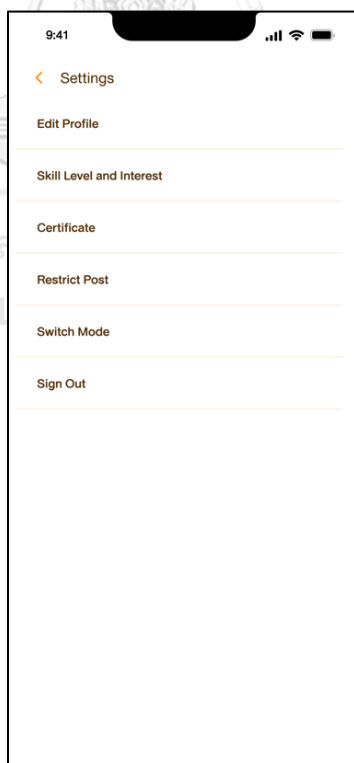 9:41
Settings
Edit Profile
Skill Level and Interest
Certificate
Restrict Post
Switch Mode
Sign Out